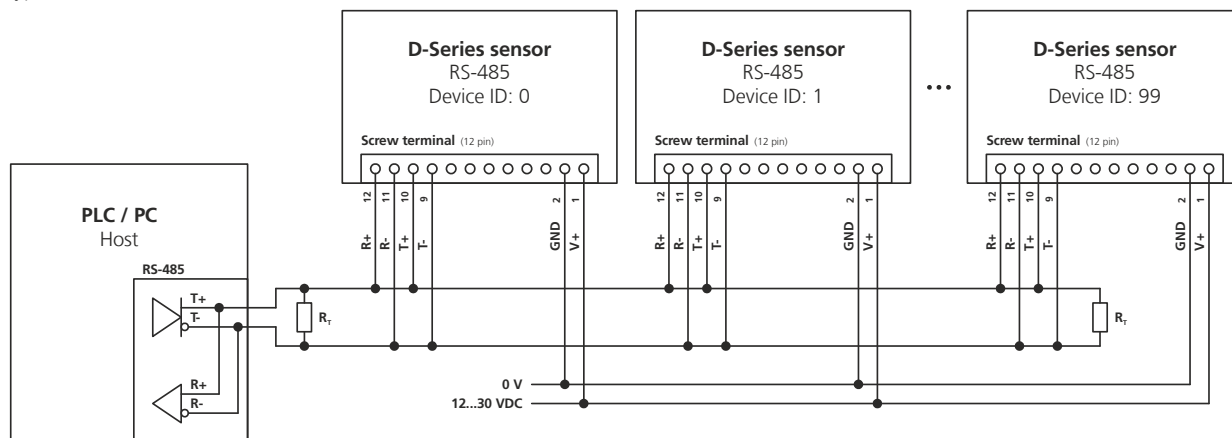 D-Series sensor
RS-485
Device ID: 0
Screw terminal (12 pin)
12 11 10 9 2 1
R+ R- T+ T- GND V+
D-Series sensor
RS-485
Device ID: 1
Screw terminal (12 pin)
12 11 10 9 2 1
R+ R- T+ T- GND V+
...
D-Series sensor
RS-485
Device ID: 99
Screw terminal (12 pin)
12 11 10 9 2 1
R+ R- T+ T- GND V+
PLC / PC
Host
RS-485
T+
T-
R+
R-
RT
RT
0 V
12...30 VDC